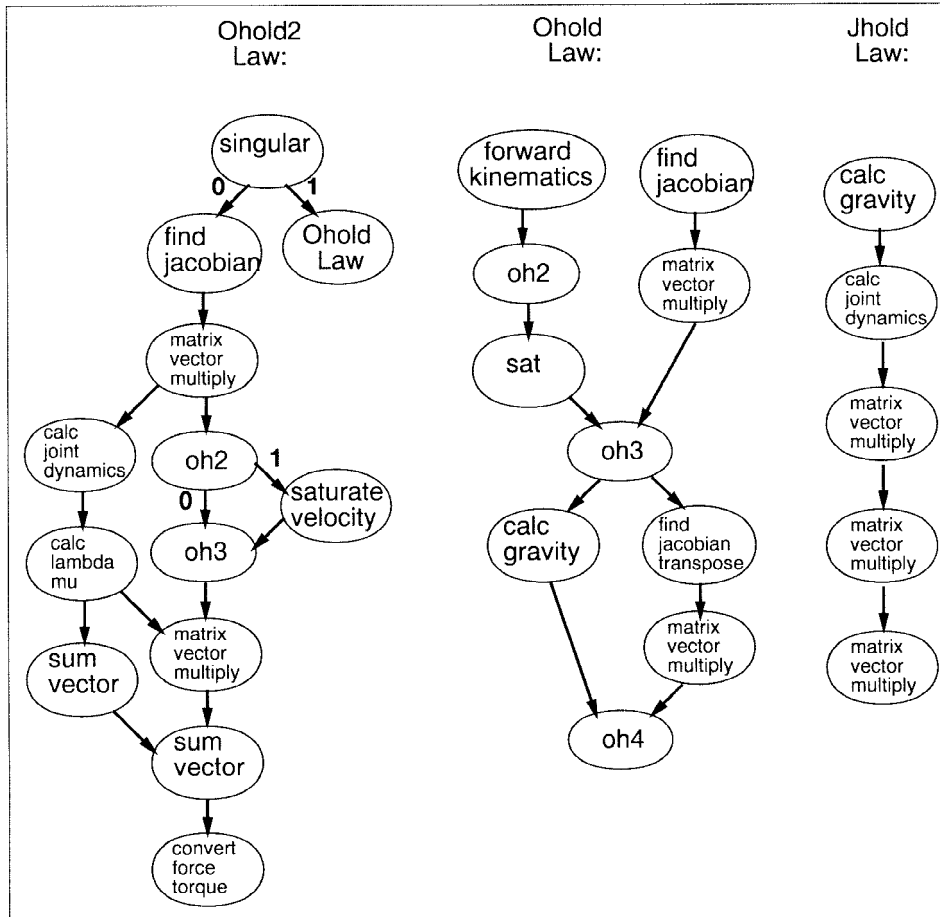 Ohold2
Law:
singular
0
1
find
jacobian
Ohold
Law
matrix
vector
multiply
calc
joint
dynamics
oh2
1
0
saturate
velocity
calc
lambda
mu
oh3
sum
vector
matrix
vector
multiply
sum
vector
convert
force
torque
Ohold
Law:
forward
kinematics
find
jacobian
oh2
matrix
vector
multiply
sat
oh3
calc
gravity
find
jacobian
transpose
matrix
vector
multiply
oh4
Jhold
Law:
calc
gravity
calc
joint
dynamics
matrix
vector
multiply
matrix
vector
multiply
matrix
vector
multiply